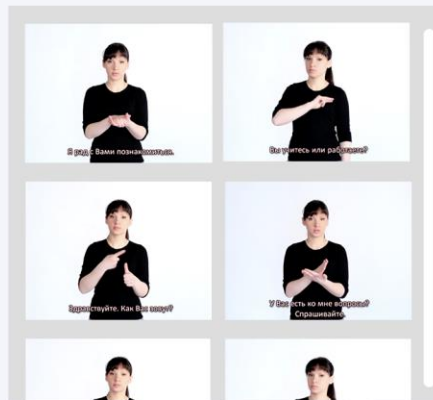 Я рад с Вами познакомиться.
Вы учитесь или работаете?
Здравствуйте. Как Вас зовут?
У Вас есть ко мне вопросы?
Спрашивайте.